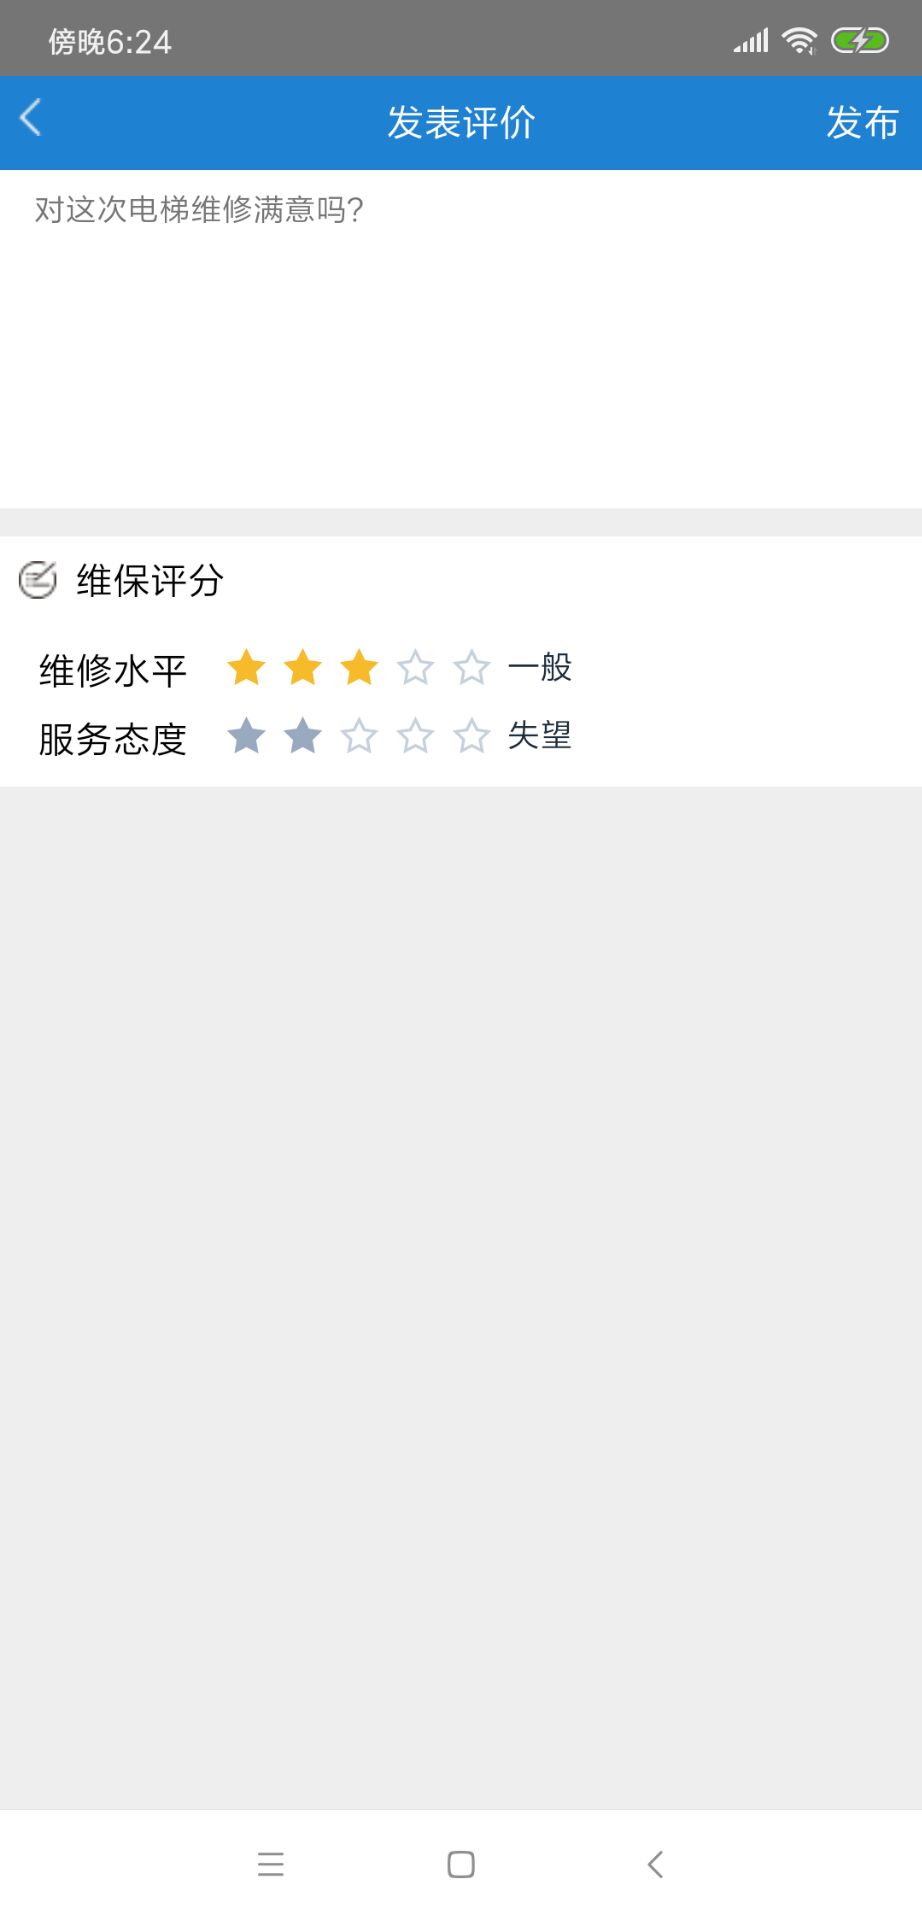 傍晚6:24
发表评价 发布
对这次电梯维修满意吗?
维保评分
维修水平 一般
服务态度 失望